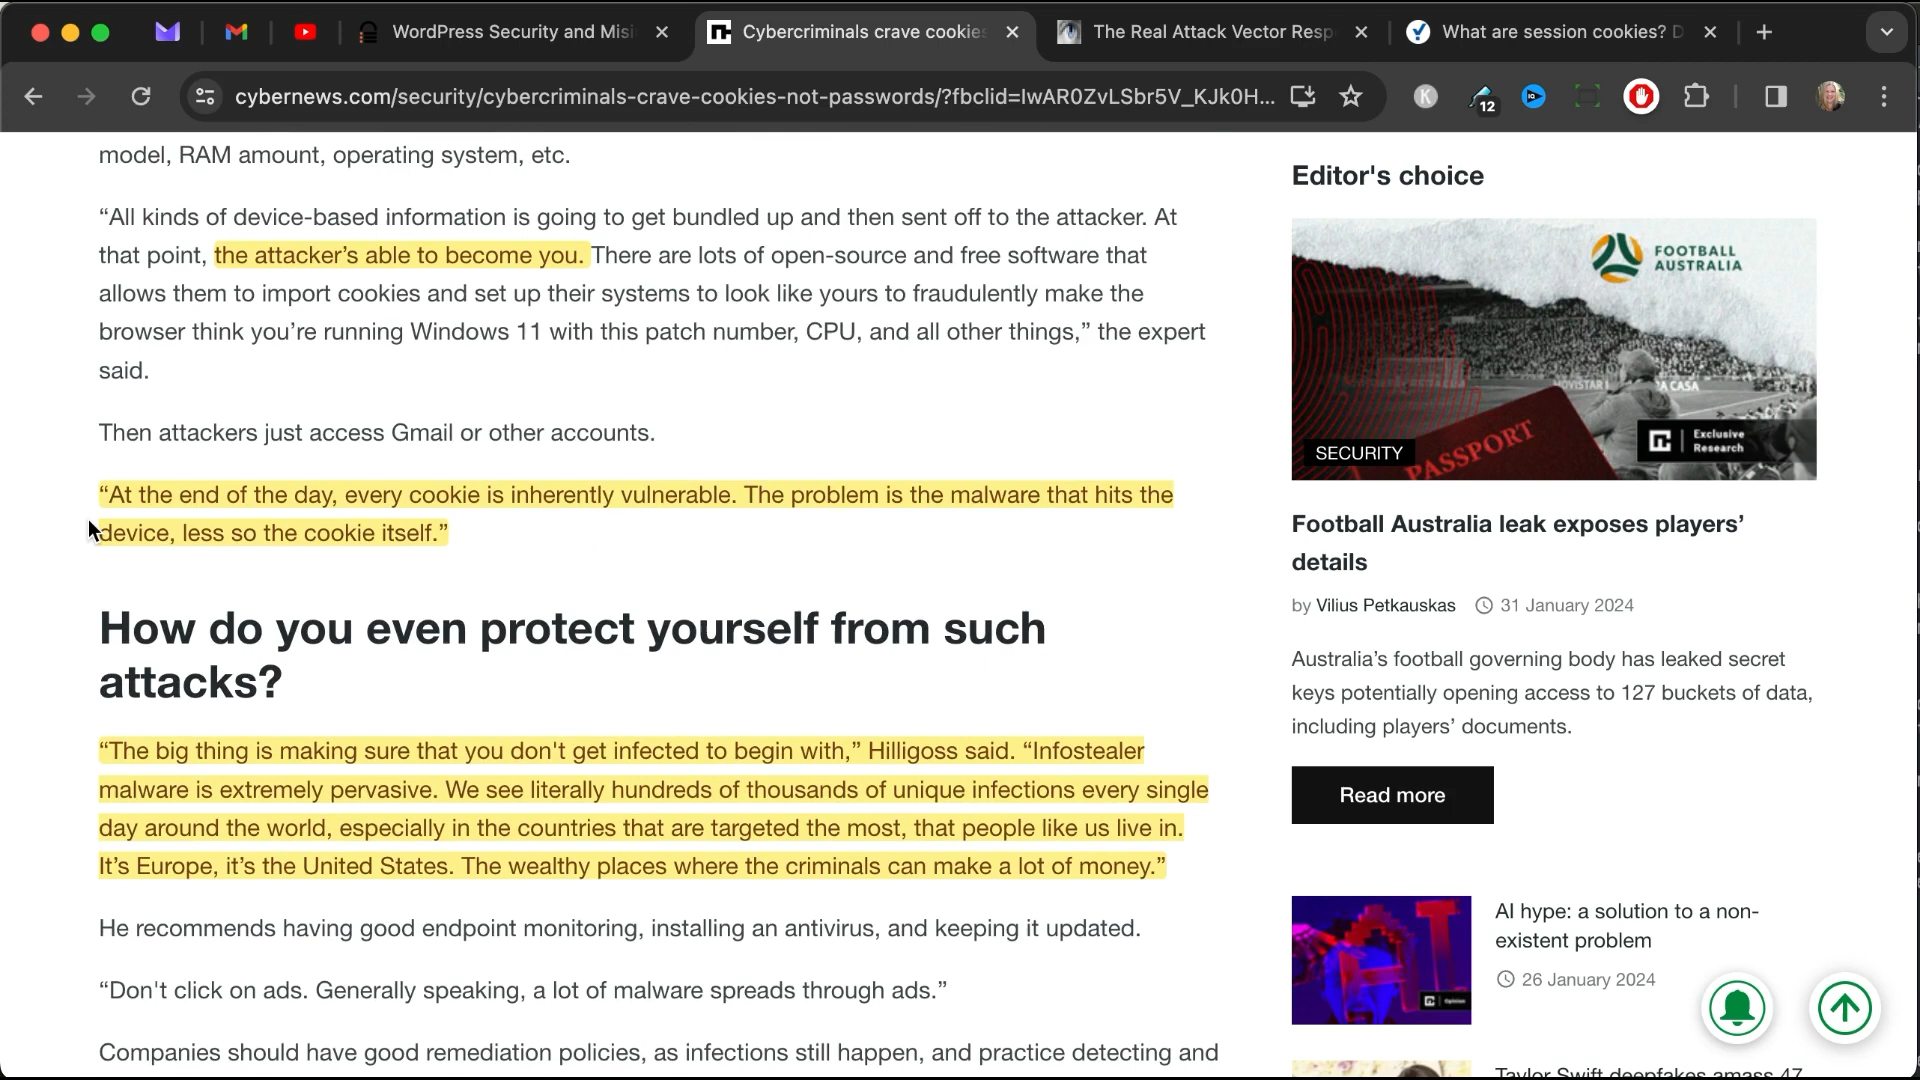 WordPress Security and Misi
Cybercriminals crave cookies
The Real Attack Vector Resp
What are session cookies? D
cybernews.com/security/cybercriminals-crave-cookies-not-passwords/?fbclid=IwAR0ZvLSbr5V_KJk0H...
K
12
model, RAM amount, operating system, etc.
“All kinds of device-based information is going to get bundled up and then sent off to the attacker. At
that point, the attacker’s able to become you. There are lots of open-source and free software that
allows them to import cookies and set up their systems to look like yours to fraudulently make the
browser think you’re running Windows 11 with this patch number, CPU, and all other things,” the expert
said.
Then attackers just access Gmail or other accounts.
“At the end of the day, every cookie is inherently vulnerable. The problem is the malware that hits the
device, less so the cookie itself.”
How do you even protect yourself from such
attacks?
“The big thing is making sure that you don't get infected to begin with,” Hilligoss said. “Infostealer
malware is extremely pervasive. We see literally hundreds of thousands of unique infections every single
day around the world, especially in the countries that are targeted the most, that people like us live in.
It’s Europe, it’s the United States. The wealthy places where the criminals can make a lot of money.”
He recommends having good endpoint monitoring, installing an antivirus, and keeping it updated.
“Don't click on ads. Generally speaking, a lot of malware spreads through ads.”
Companies should have good remediation policies, as infections still happen, and practice detecting and
Editor's choice
FOOTBALL
AUSTRALIA
MOVISTAR
CASA
PASSPORT
Exclusive
Research
SECURITY
Football Australia leak exposes players’
details
by Vilius Petkauskas 31 January 2024
Australia’s football governing body has leaked secret
keys potentially opening access to 127 buckets of data,
including players’ documents.
Read more
AI
Opinion
AI hype: a solution to a non-
existent problem
26 January 2024
Taylor Swift deepfakes amass 47